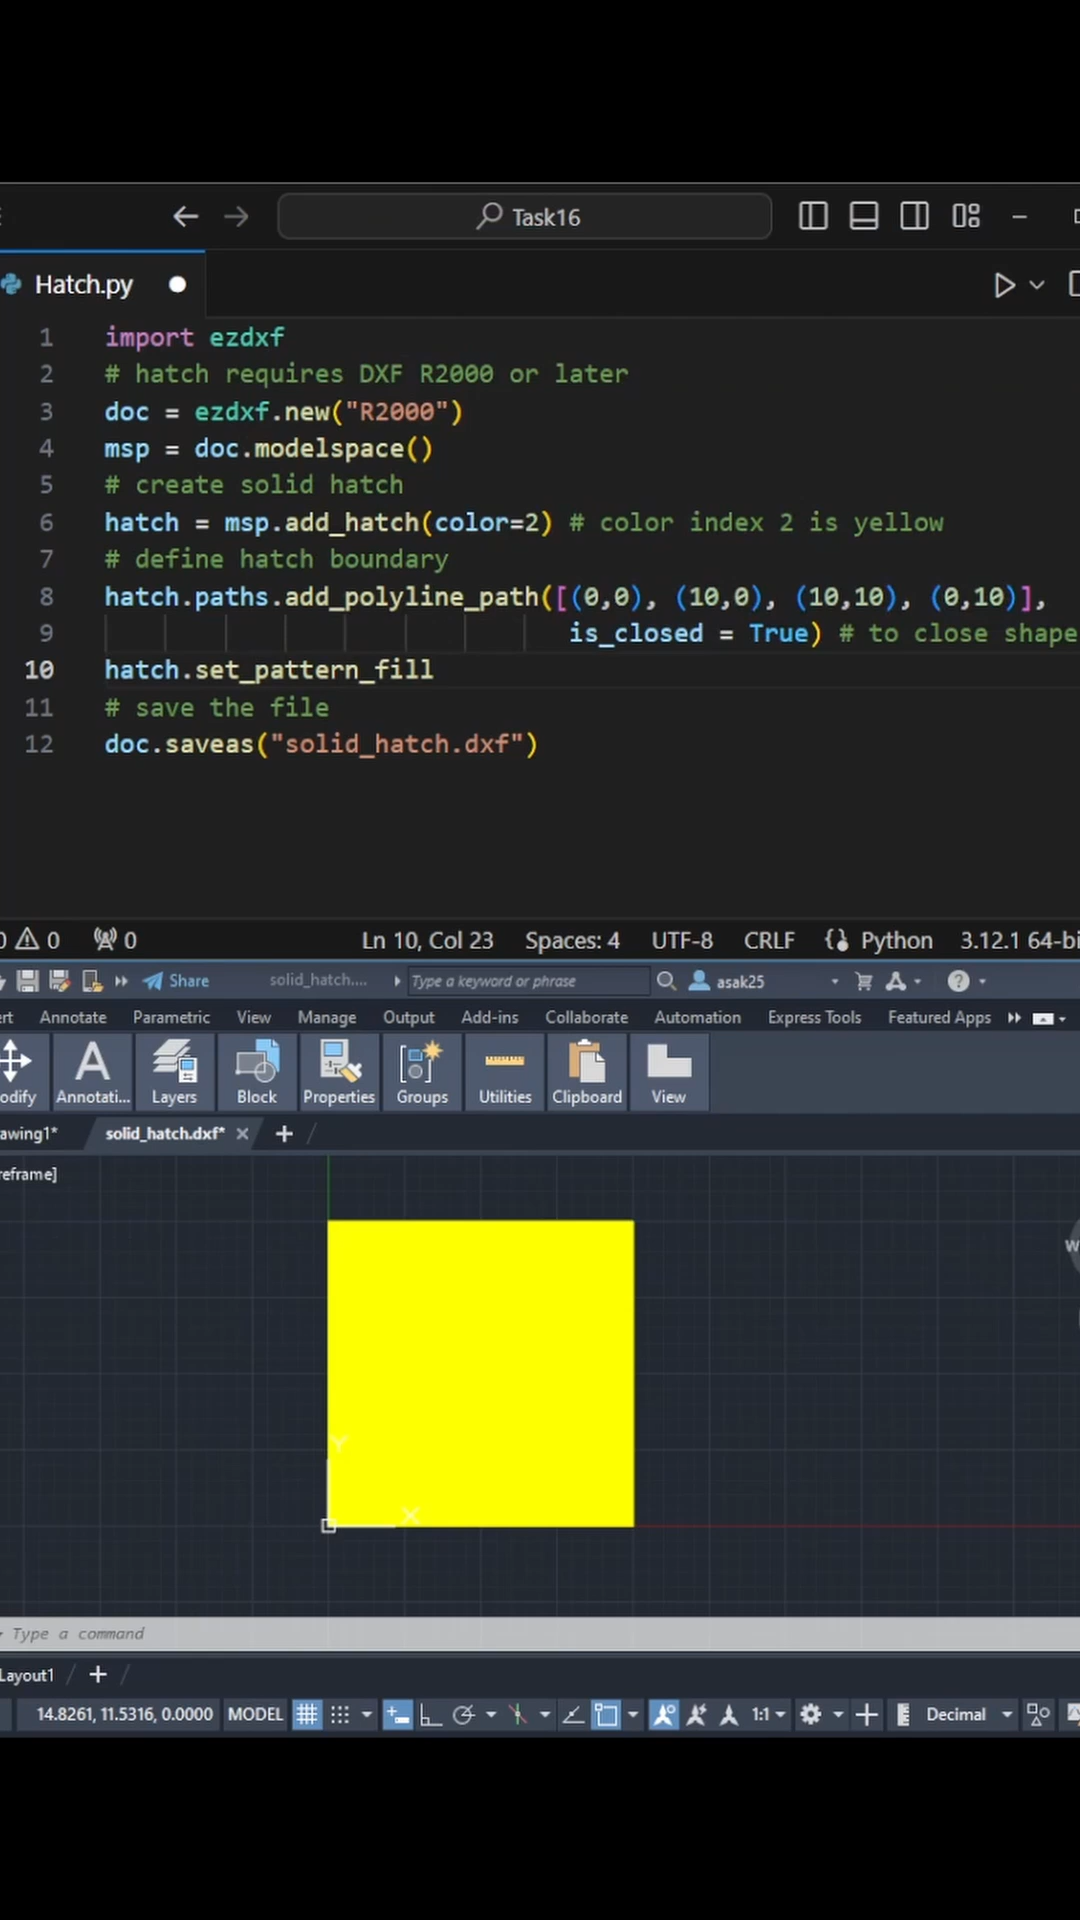 Task16
Hatch.py
1 import ezdxf
2 # hatch requires DXF R2000 or later
3 doc = ezdxf.new("R2000")
4 msp = doc.modelspace()
5 # create solid hatch
6 hatch = msp.add_hatch(color=2) # color index 2 is yellow
7 # define hatch boundary
8 hatch.paths.add_polyline_path([(0,0), (10,0), (10,10), (0,10)],
9 is_closed = True) # to close shape
10 hatch.set_pattern_fill
11 # save the file
12 doc.saveas("solid_hatch.dxf")
0 0 0 Ln 10, Col 23 Spaces: 4 UTF-8 CRLF Python 3.12.1 64-bi
Share solid_hatch.... Type a keyword or phrase asak25
ert Annotate Parametric View Manage Output Add-ins Collaborate Automation Express Tools Featured Apps
odify Annotati... Layers Block Properties Groups Utilities Clipboard View
awing1* solid_hatch.dxf* +
reframe]
W
Y
X
Type a command
Layout1 +
14.8261, 11.5316, 0.0000 MODEL 1:1 Decimal